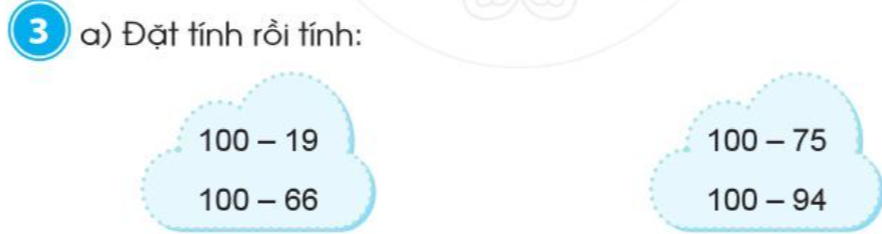 3 a) Đặt tính rồi tính:
100 – 19
100 – 66
100 – 75
100 – 94